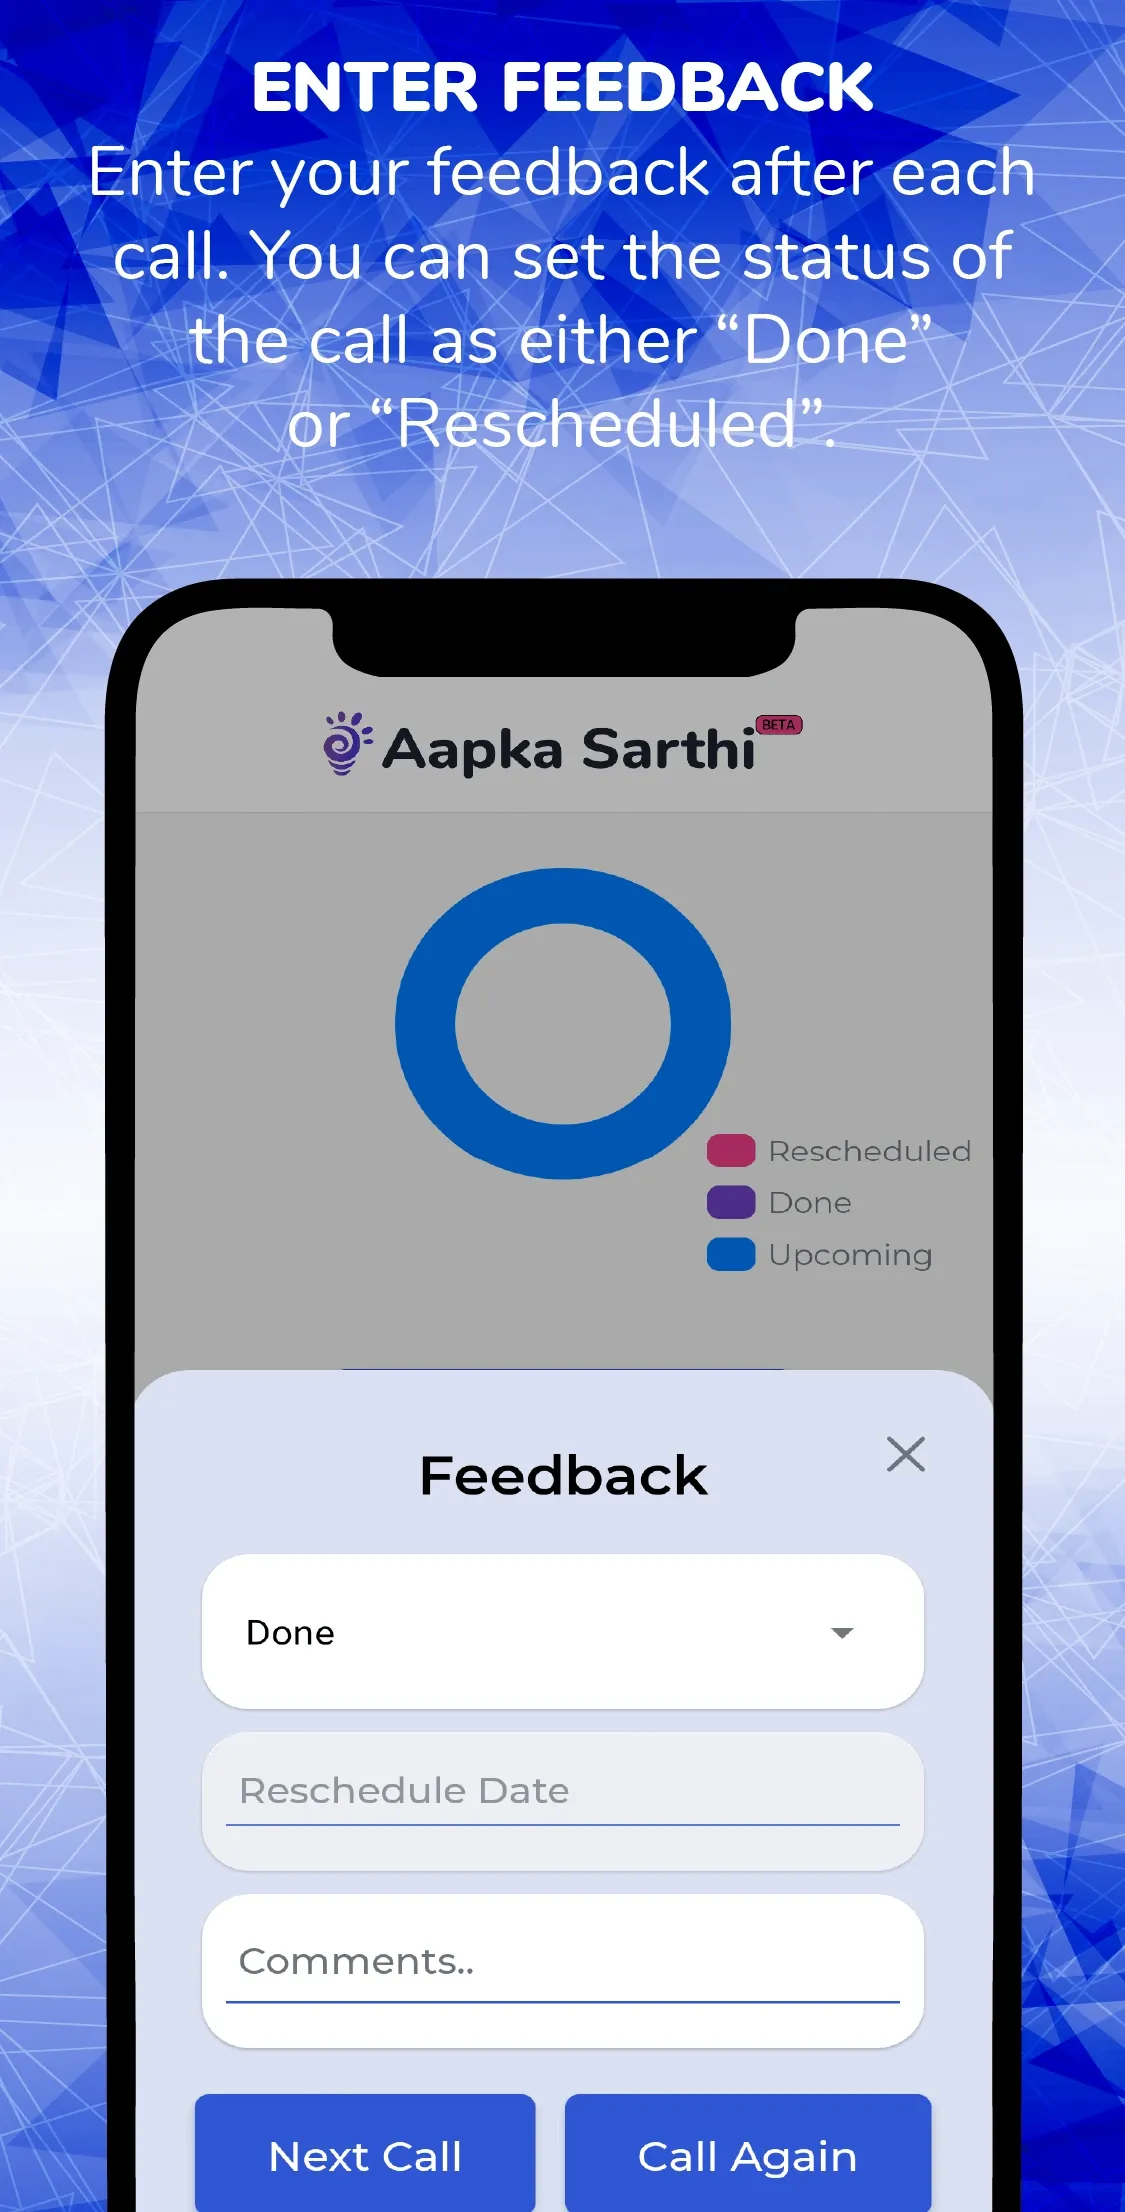 ENTER FEEDBACK
Enter your feedback after each
call. You can set the status of
the call as either “Done”
or “Rescheduled”.
Aapka Sarthi BETA
Rescheduled
Done
Upcoming
Feedback
Done
Reschedule Date
Comments..
Next Call
Call Again